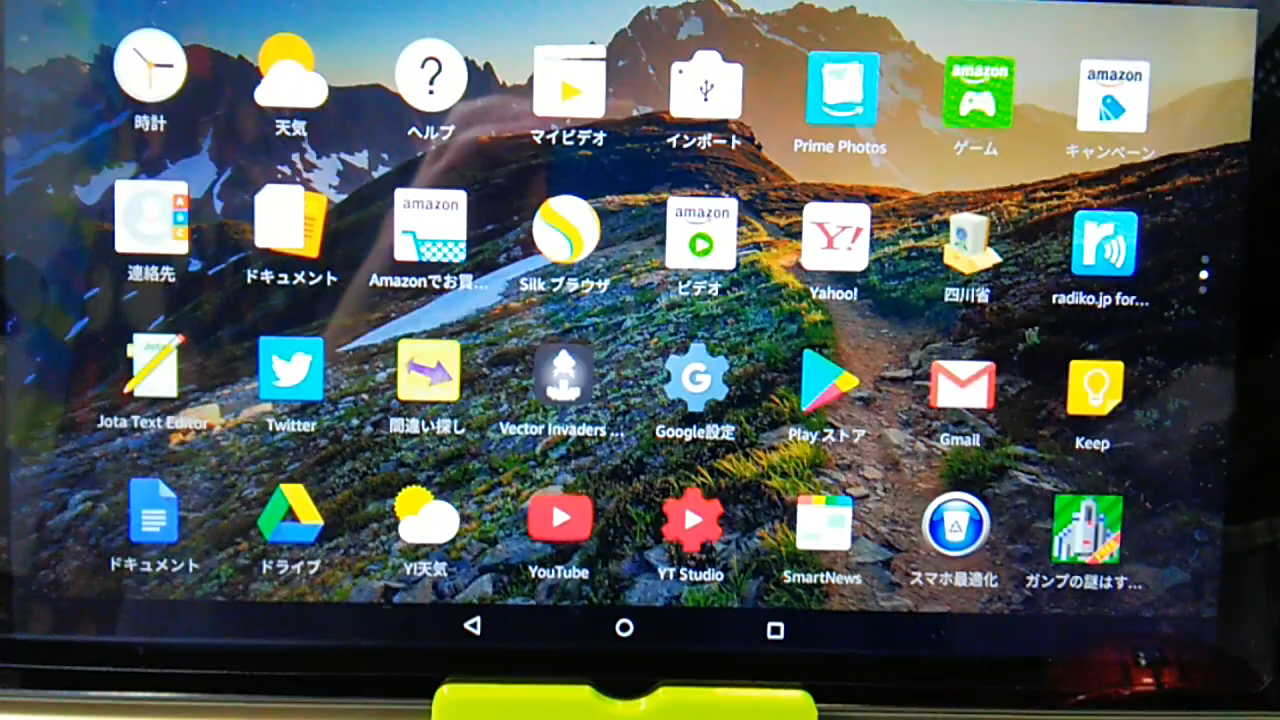 時計 天気 ヘルプ マイビデオ インポート Prime Photos amazon ゲーム amazon キャンペーン
A B C 連絡先 ドキュメント amazon Amazonでお買... Silk ブラウザ amazon ビデオ Y! Yahoo! 四川省 r radiko.jp for...
Jota Jota Text Editor Twitter 間違い探し Vector Invaders ... G Google設定 Play ストア Gmail Keep
ドキュメント ドライブ Y!天気 YouTube YT Studio SmartNews スマホ最適化 ガンプの謎はす...